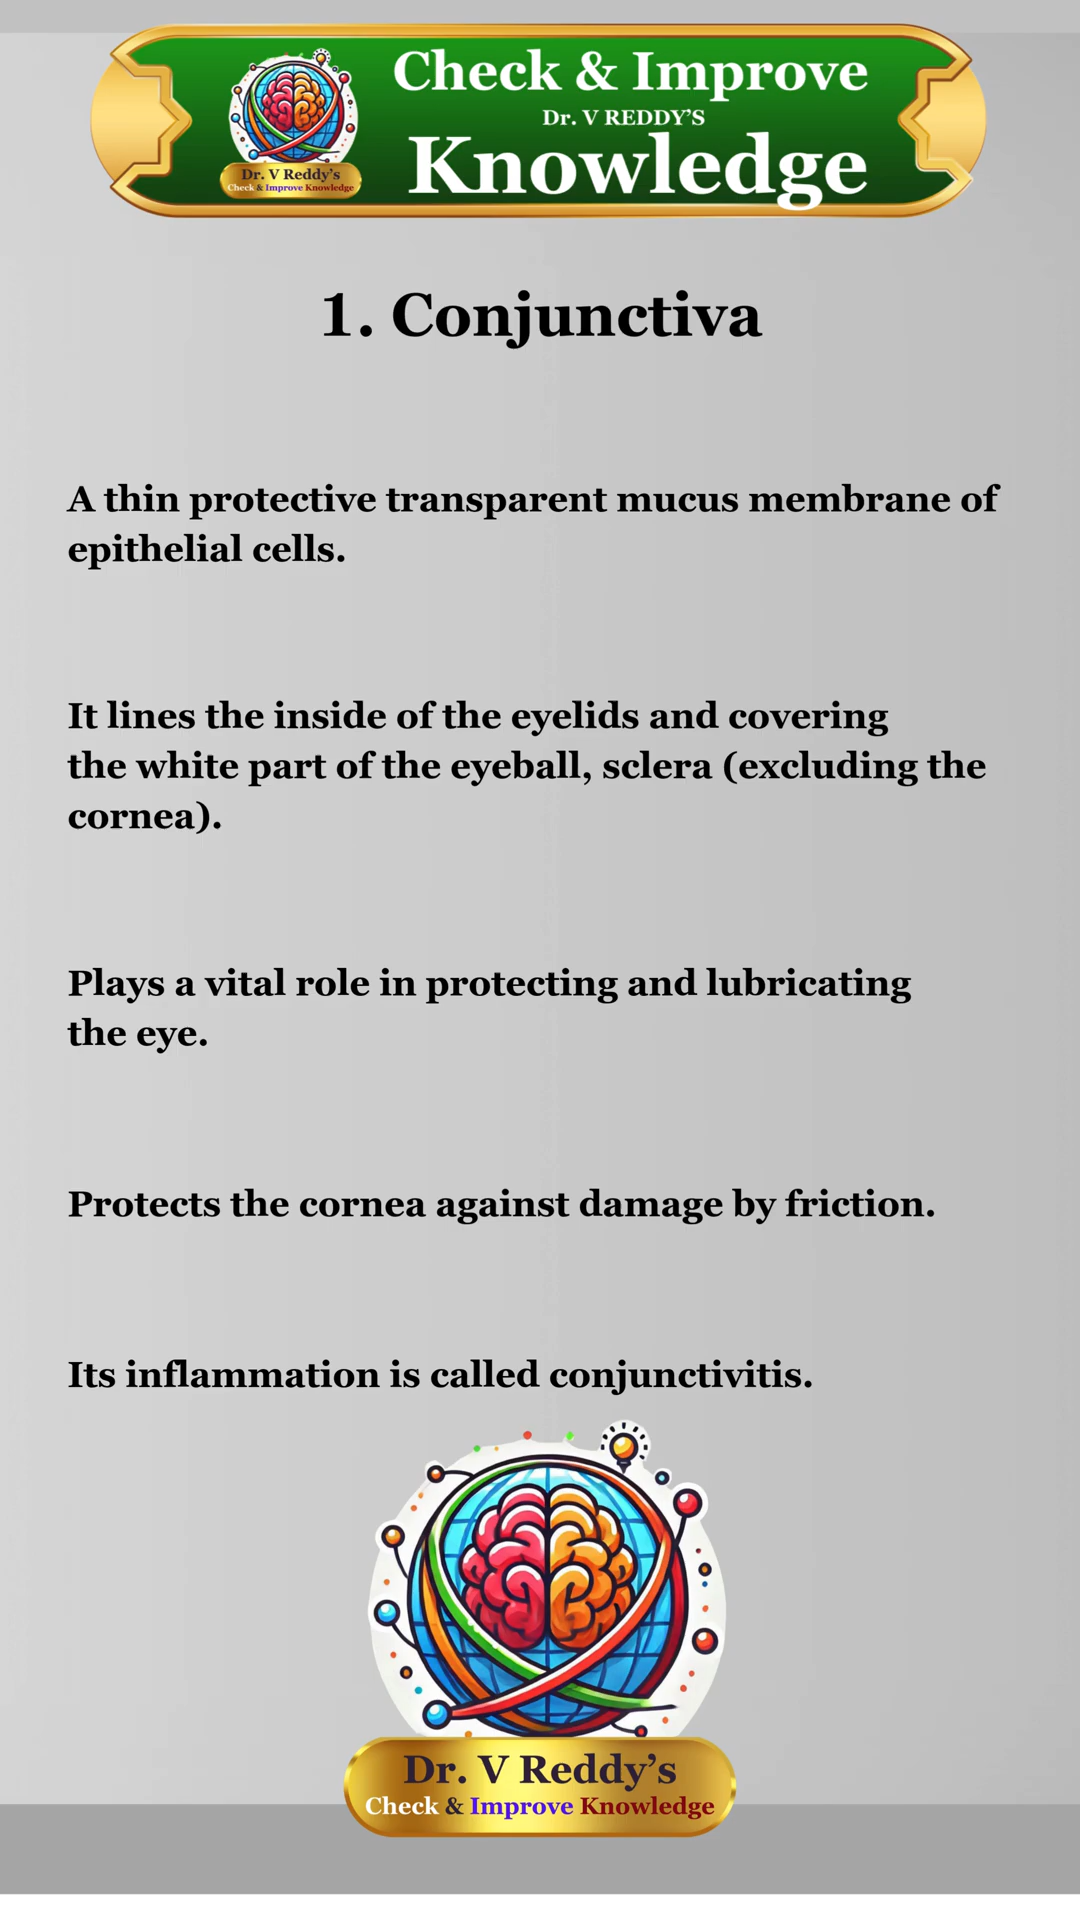 Check & Improve
Dr. V REDDY'S
Knowledge
Dr. V Reddy's
Check & Improve Knowledge
1. Conjunctiva
A thin protective transparent mucus membrane of
epithelial cells.
It lines the inside of the eyelids and covering
the white part of the eyeball, sclera (excluding the
cornea).
Plays a vital role in protecting and lubricating
the eye.
Protects the cornea against damage by friction.
Its inflammation is called conjunctivitis.
Dr. V Reddy's
Check & Improve Knowledge